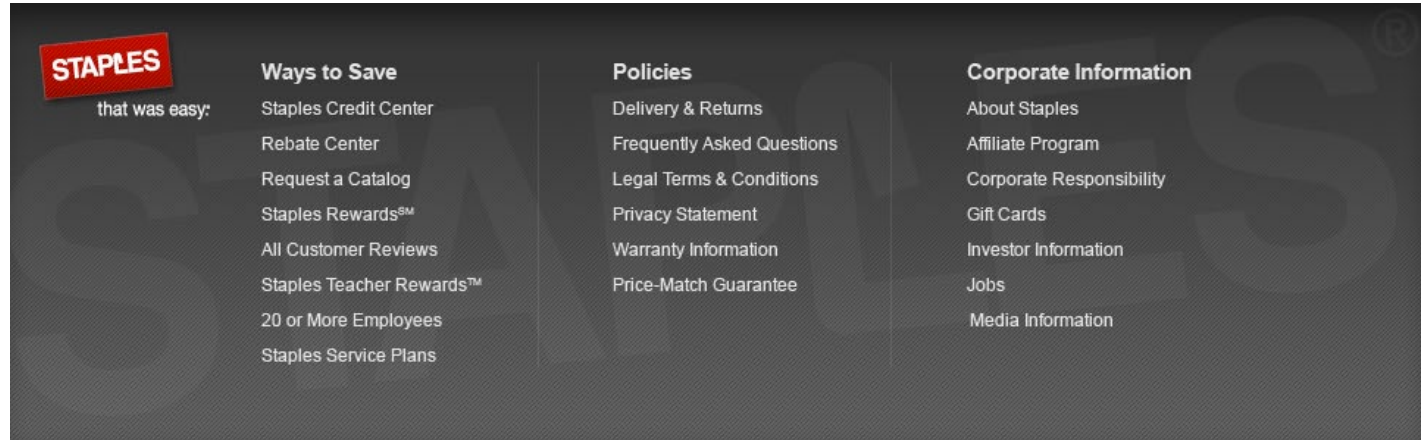 STAPLES
that was easy:
Ways to Save
Staples Credit Center
Rebate Center
Request a Catalog
Staples Rewards℠
All Customer Reviews
Staples Teacher Rewards™
20 or More Employees
Staples Service Plans
Policies
Delivery & Returns
Frequently Asked Questions
Legal Terms & Conditions
Privacy Statement
Warranty Information
Price-Match Guarantee
Corporate Information
About Staples
Affiliate Program
Corporate Responsibility
Gift Cards
Investor Information
Jobs
Media Information
STAPLES®